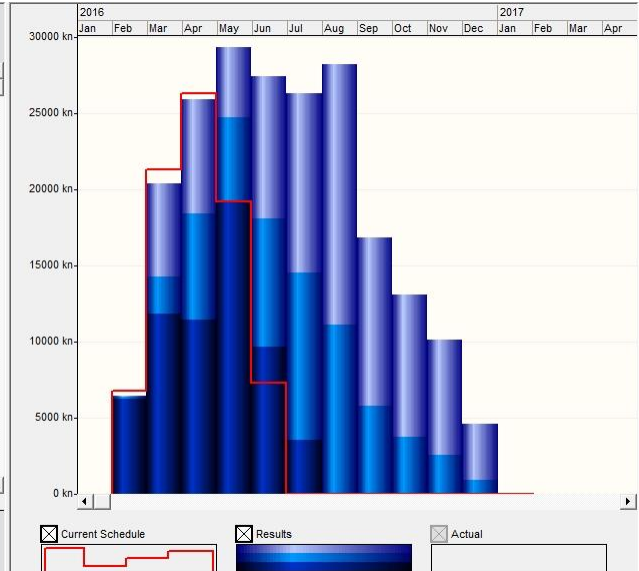 2016 2017
Jan Feb Mar Apr May Jun Jul Aug Sep Oct Nov Dec Jan Feb Mar Apr
30000 kn
25000 kn
20000 kn
15000 kn
10000 kn
5000 kn
0 kn
Current Schedule Results Actual